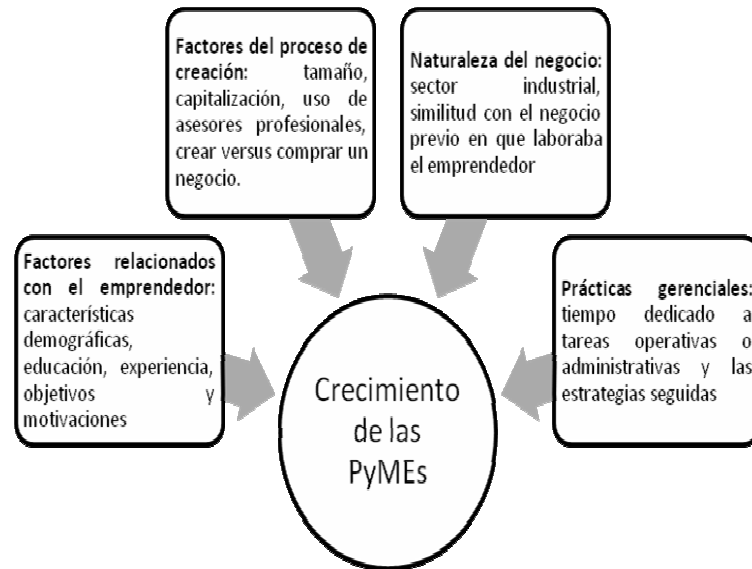 Factores del proceso de
creación: tamaño,
capitalización, uso de
asesores profesionales,
crear versus comprar un
negocio.
Naturaleza del negocio:
sector industrial,
similitud con el negocio
previo en que laboraba
el emprendedor
Factores relacionados
con el emprendedor:
características
demográficas,
educación, experiencia,
objetivos y
motivaciones
Prácticas gerenciales:
tiempo dedicado a
tareas operativas o
administrativas y las
estrategias seguidas
Crecimiento
de las
PyMEs